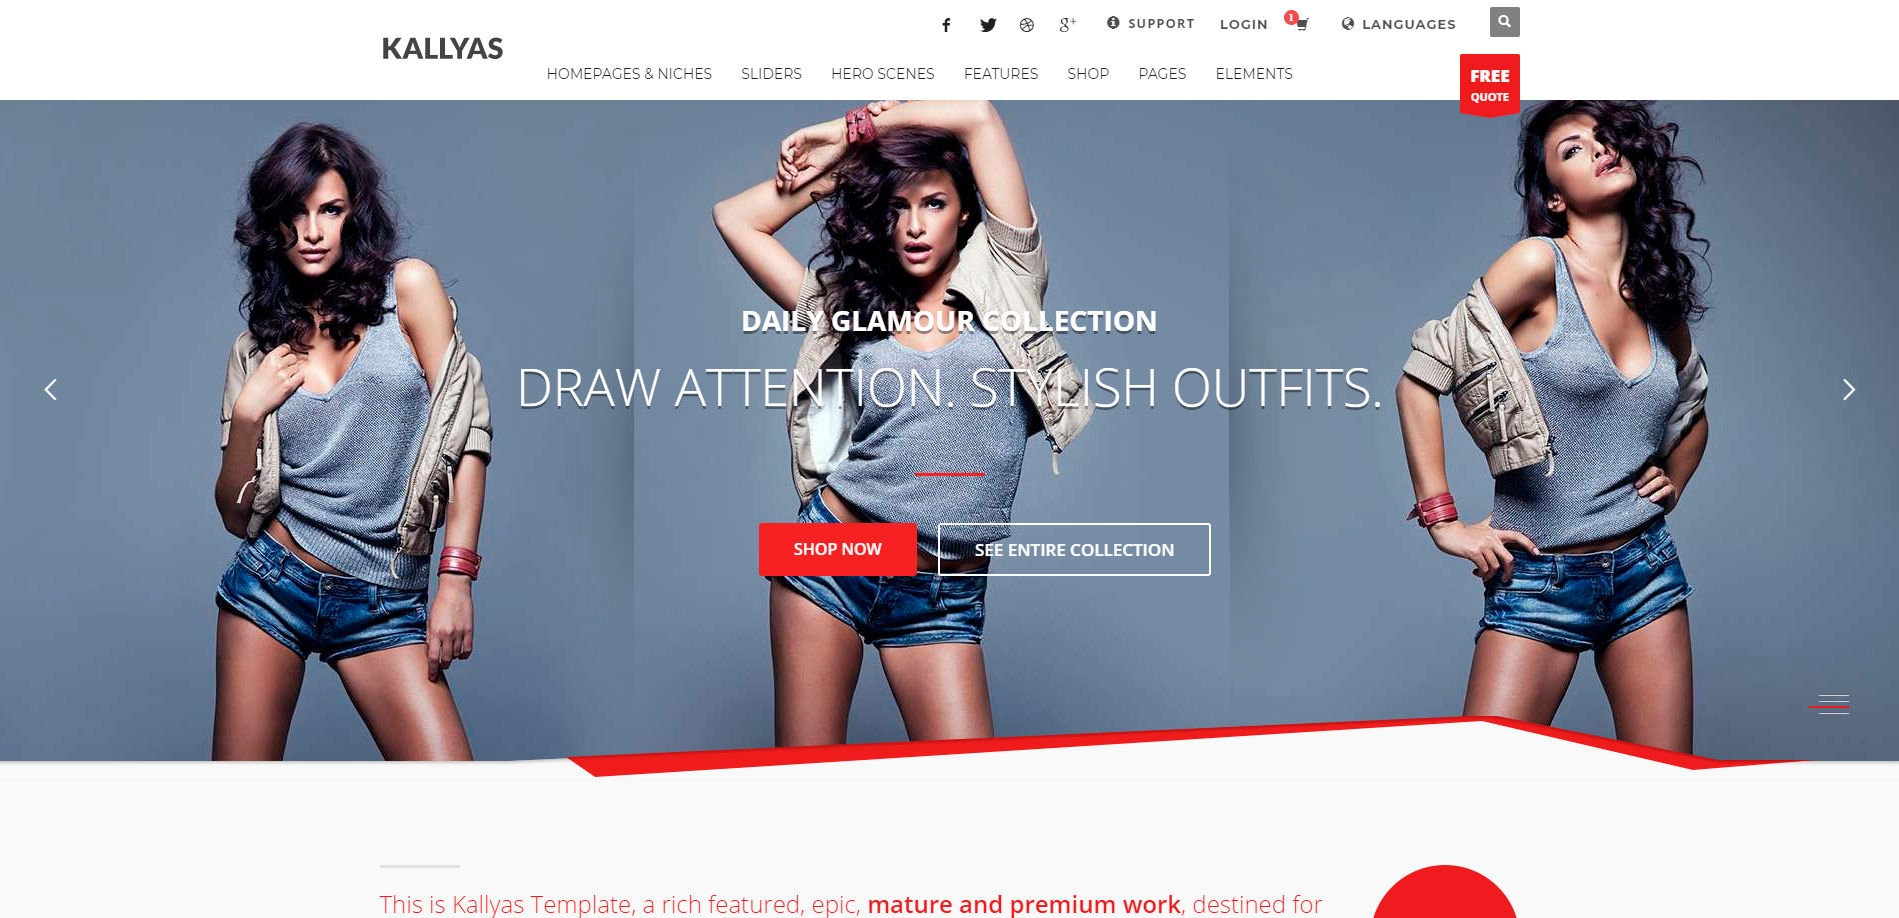 SUPPORT
LOGIN
1
LANGUAGES
KALLYAS
HOMEPAGES & NICHES
SLIDERS
HERO SCENES
FEATURES
SHOP
PAGES
ELEMENTS
FREE
QUOTE
DAILY GLAMOUR COLLECTION
DRAW ATTENTION. STYLISH OUTFITS.
SHOP NOW
SEE ENTIRE COLLECTION
This is Kallyas Template, a rich featured, epic, mature and premium work, destined for